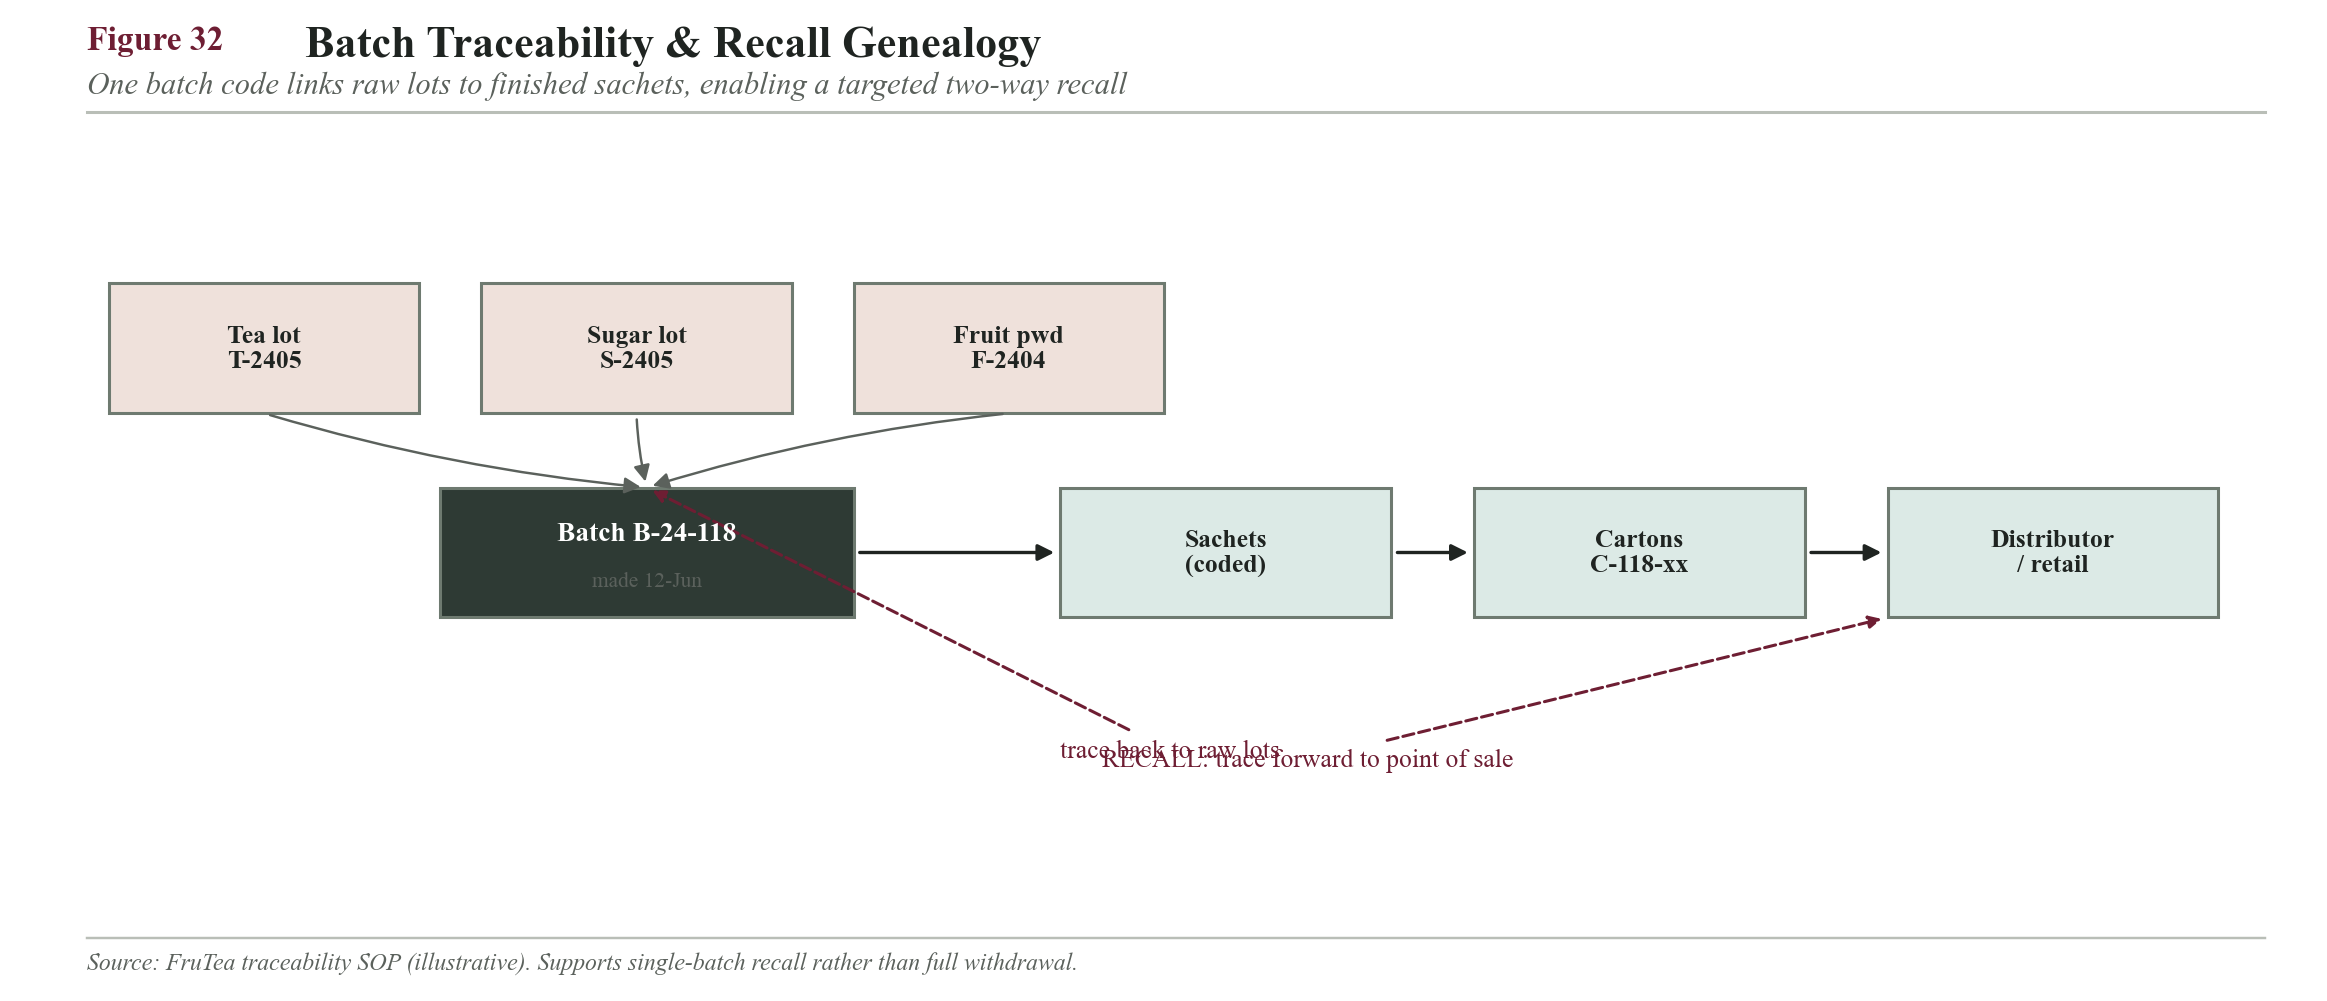 Figure 32
Batch Traceability & Recall Genealogy
One batch code links raw lots to finished sachets, enabling a targeted two-way recall
Tea lot
T-2405
Sugar lot
S-2405
Fruit pwd
F-2404
Batch B-24-118
made 12-Jun
Sachets
(coded)
Cartons
C-118-xx
Distributor
/ retail
trace back to raw lots
RECALL: trace forward to point of sale
Source: FruTea traceability SOP (illustrative). Supports single-batch recall rather than full withdrawal.